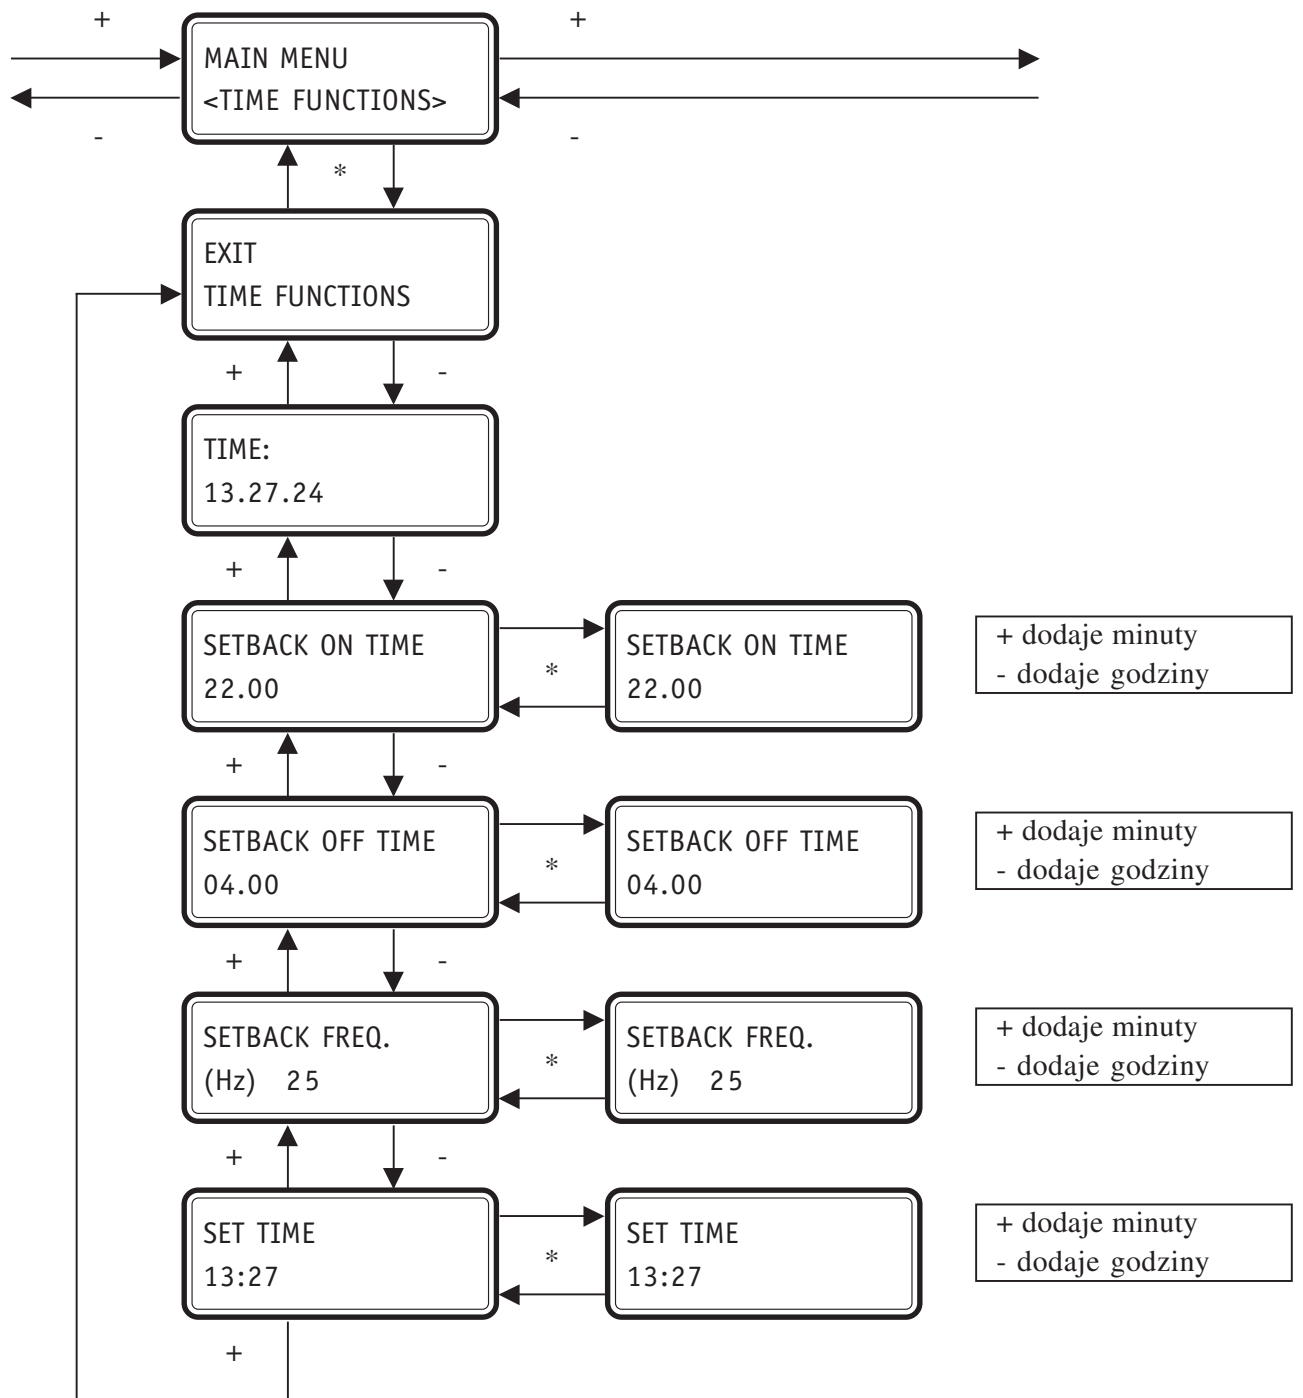 + +
MAIN MENU
<TIME FUNCTIONS>
- -
*
EXIT
TIME FUNCTIONS
+ -
TIME:
13.27.24
+ -
SETBACK ON TIME
22.00
*
SETBACK ON TIME
22.00
+ dodaje minuty
- dodaje godziny
+ -
SETBACK OFF TIME
04.00
*
SETBACK OFF TIME
04.00
+ dodaje minuty
- dodaje godziny
+ -
SETBACK FREQ.
(Hz) 25
*
SETBACK FREQ.
(Hz) 25
+ dodaje minuty
- dodaje godziny
+ -
SET TIME
13:27
*
SET TIME
13:27
+ dodaje minuty
- dodaje godziny
+